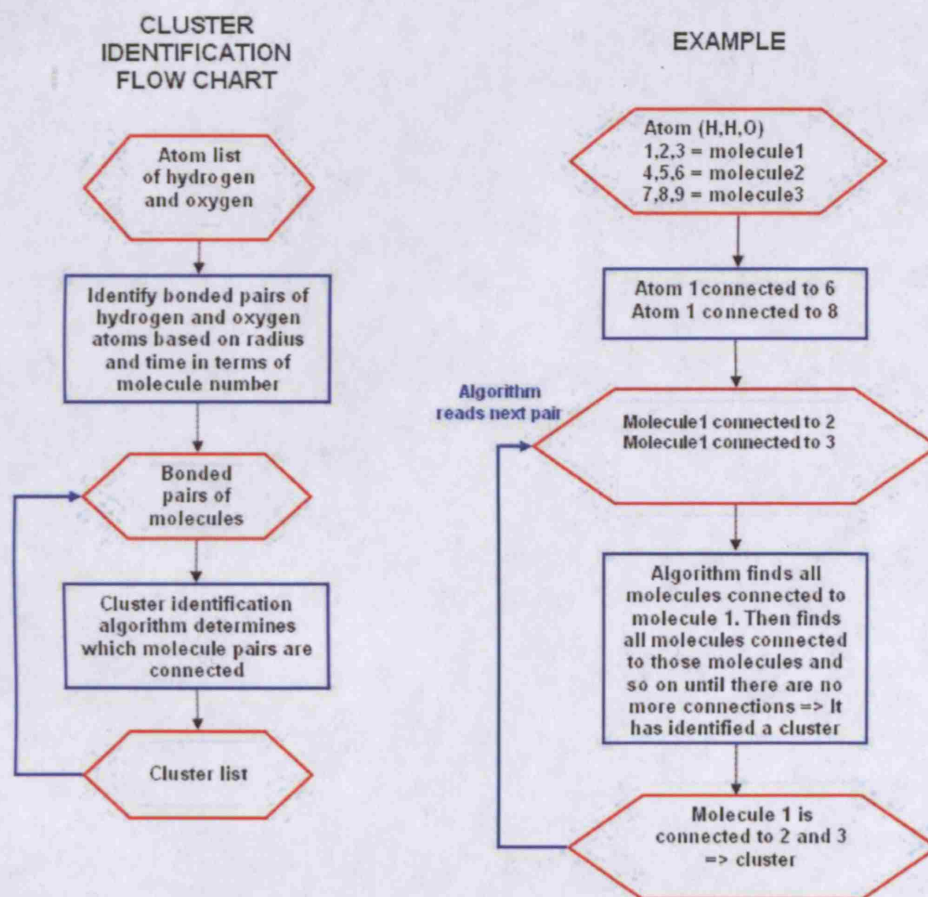 CLUSTER
IDENTIFICATION
FLOW CHART
Atom list
of hydrogen
and oxygen
Identify bonded pairs of
hydrogen and oxygen
atoms based on radius
and time in terms of
molecule number
Bonded
pairs of
molecules
Cluster identification
algorithm determines
which molecule pairs are
connected
Cluster list
EXAMPLE
Atom (H,H,O)
1,2,3 = molecule1
4,5,6 = molecule2
7,8,9 = molecule3
Atom 1 connected to 6
Atom 1 connected to 8
Algorithm
reads next pair
Molecule1 connected to 2
Molecule1 connected to 3
Algorithm finds all
molecules connected to
molecule 1. Then finds
all molecules connected
to those molecules and
so on until there are no
more connections => It
has identified a cluster
Molecule 1 is
connected to 2 and 3
=> cluster